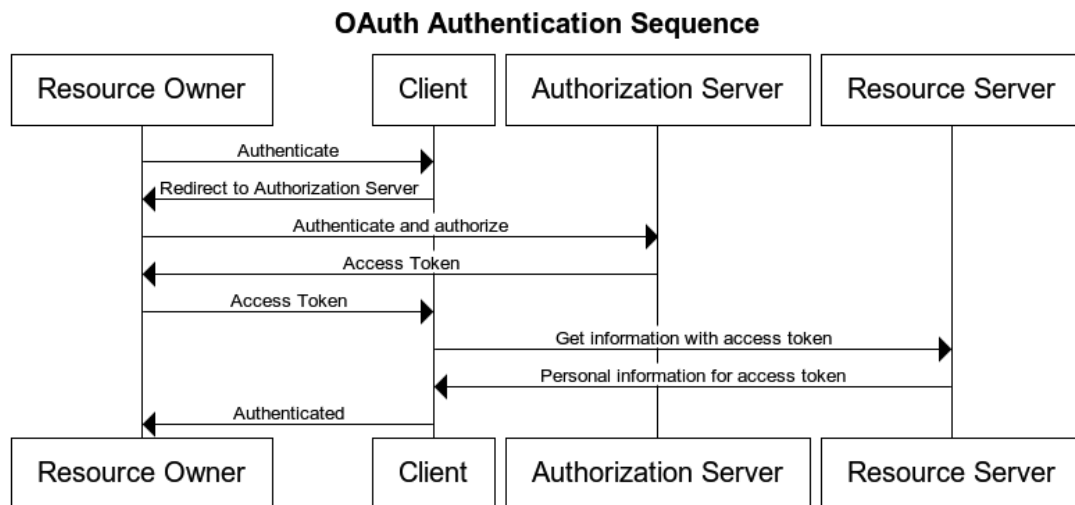 OAuth Authentication Sequence
Resource Owner
Client
Authorization Server
Resource Server
Authenticate
Redirect to Authorization Server
Authenticate and authorize
Access Token
Access Token
Get information with access token
Personal information for access token
Authenticated
Resource Owner
Client
Authorization Server
Resource Server